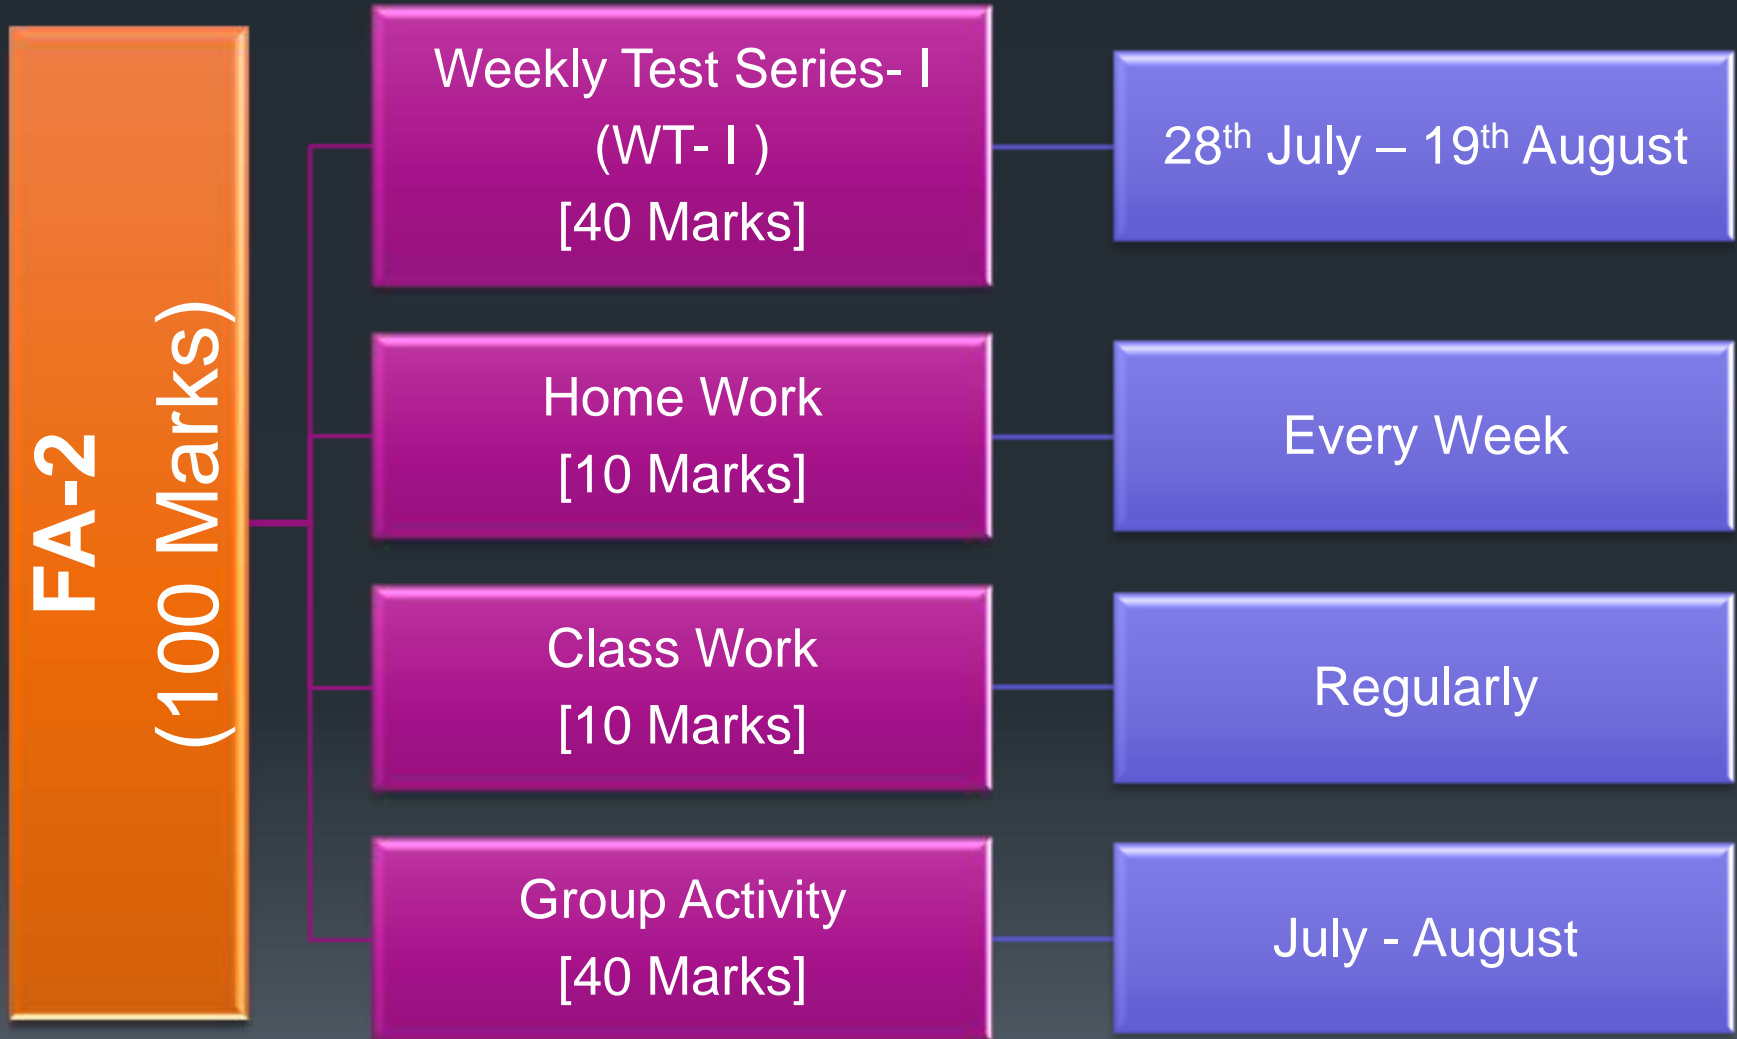 FA-2
(100 Marks)
Weekly Test Series- I
(WT- I )
[40 Marks]
28th July – 19th August
Home Work
[10 Marks]
Every Week
Class Work
[10 Marks]
Regularly
Group Activity
[40 Marks]
July - August